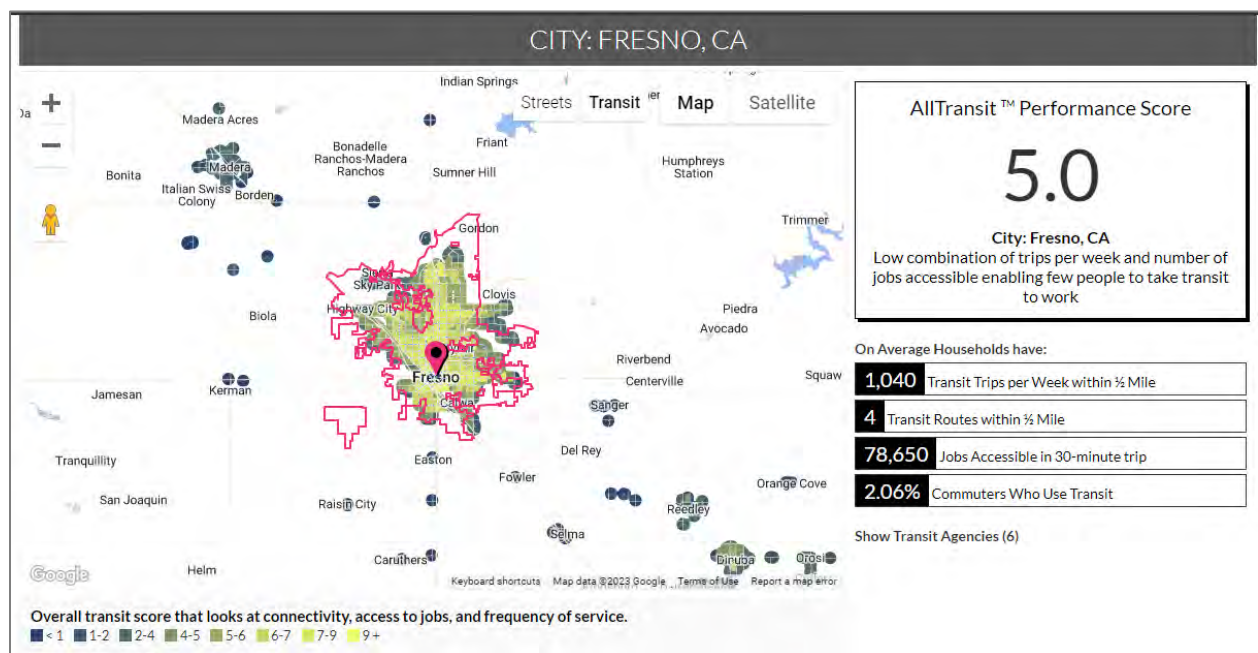 CITY: FRESNO, CA
Indian Springs
Streets
Transit
Map
Satellite
Madera Acres
Friant
Bonadelle
Ranchos-Madera
Ranchos
Humphreys
Station
Madera
Bonita
Sumner Hill
Italian Swiss
Colony
Borden
Trimmer
Gordon
Sky Park
Clovis
Highway City
Biola
Piedra
Avocado
Riverbend
Fresno
Centerville
Squaw
Kerman
Jamesan
Calwa
Sanger
Del Rey
Tranquillity
Easton
Fowler
Orange Cove
San Joaquin
Raisin City
Reedley
Selma
Caruthers
Dinuba
Orosi
Helm
Google
Keyboard shortcuts
Map data ©2023 Google
Terms of Use
Report a map error
Overall transit score that looks at connectivity, access to jobs, and frequency of service.
< 1 1-2 2-4 4-5 5-6 6-7 7-9 9 +
AllTransit ™ Performance Score
5.0
City: Fresno, CA
Low combination of trips per week and number of
jobs accessible enabling few people to take transit
to work
On Average Households have:
1,040 Transit Trips per Week within ½ Mile
4 Transit Routes within ½ Mile
78,650 Jobs Accessible in 30-minute trip
2.06% Commuters Who Use Transit
Show Transit Agencies (6)